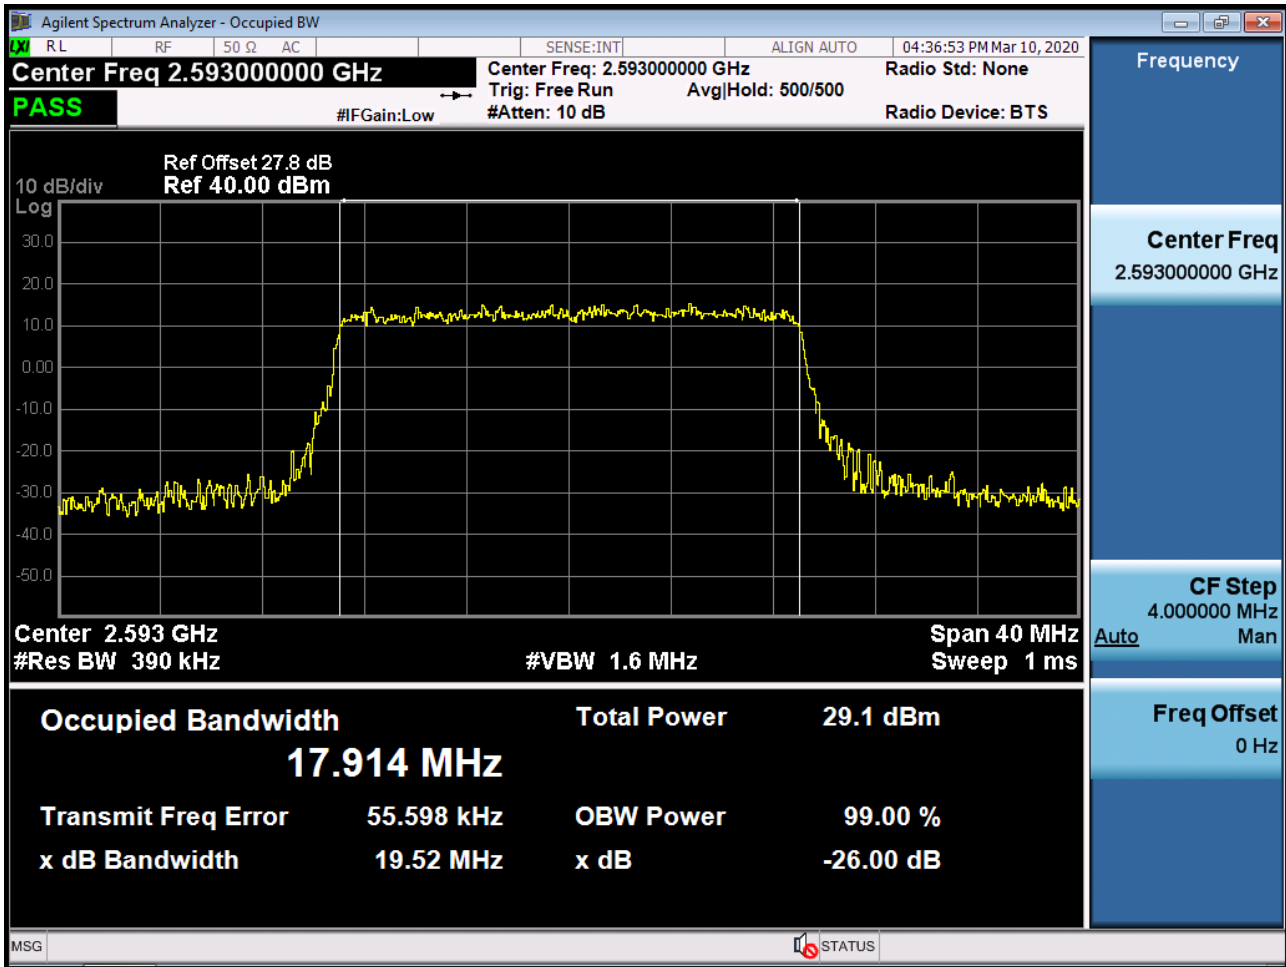 Agilent Spectrum Analyzer - Occupied BW
LXI RL RF 50 Ω AC SENSE:INT ALIGN AUTO 04:36:53 PM Mar 10, 2020
Center Freq 2.593000000 GHz
PASS
#IFGain:Low
Center Freq: 2.593000000 GHz
Trig: Free Run Avg|Hold: 500/500
#Atten: 10 dB
Radio Std: None
Radio Device: BTS
Ref Offset 27.8 dB
10 dB/div Ref 40.00 dBm
Log
30.0
20.0
10.0
0.00
-10.0
-20.0
-30.0
-40.0
-50.0
Center 2.593 GHz Span 40 MHz
#Res BW 390 kHz #VBW 1.6 MHz Sweep 1 ms
Occupied Bandwidth Total Power 29.1 dBm
17.914 MHz
Transmit Freq Error 55.598 kHz OBW Power 99.00 %
x dB Bandwidth 19.52 MHz x dB -26.00 dB
Frequency
Center Freq
2.593000000 GHz
CF Step
4.000000 MHz
Auto Man
Freq Offset
0 Hz
MSG STATUS